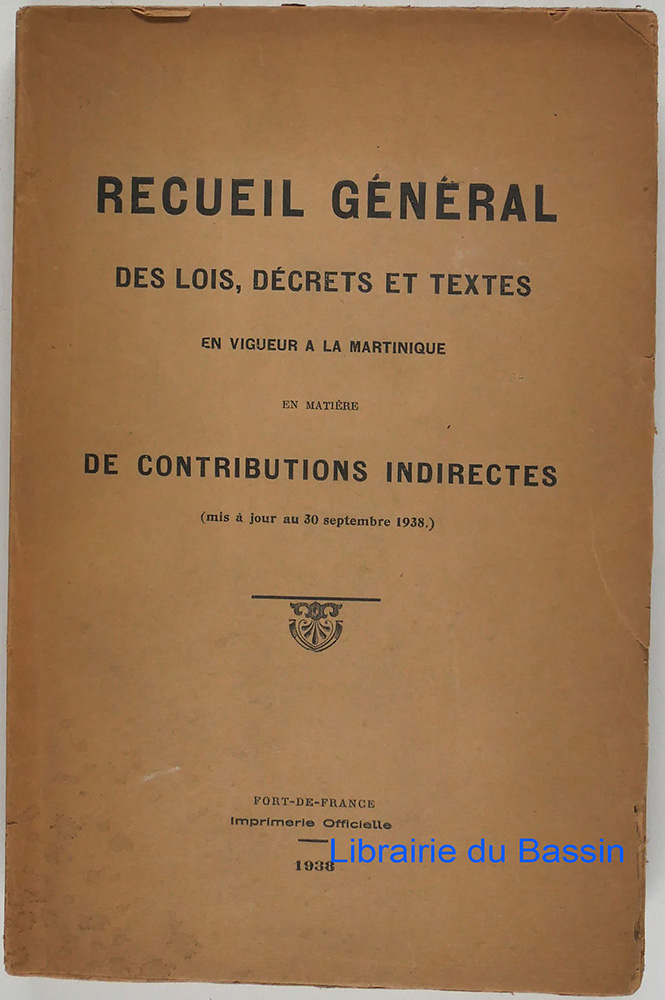 RECUEIL GÉNÉRAL
DES LOIS, DÉCRETS ET TEXTES
EN VIGUEUR A LA MARTINIQUE
EN MATIÈRE
DE CONTRIBUTIONS INDIRECTES
(mis à jour au 30 septembre 1938.)
FORT-DE-FRANCE
Imprimerie Officielle
1938
Librairie du Bassin